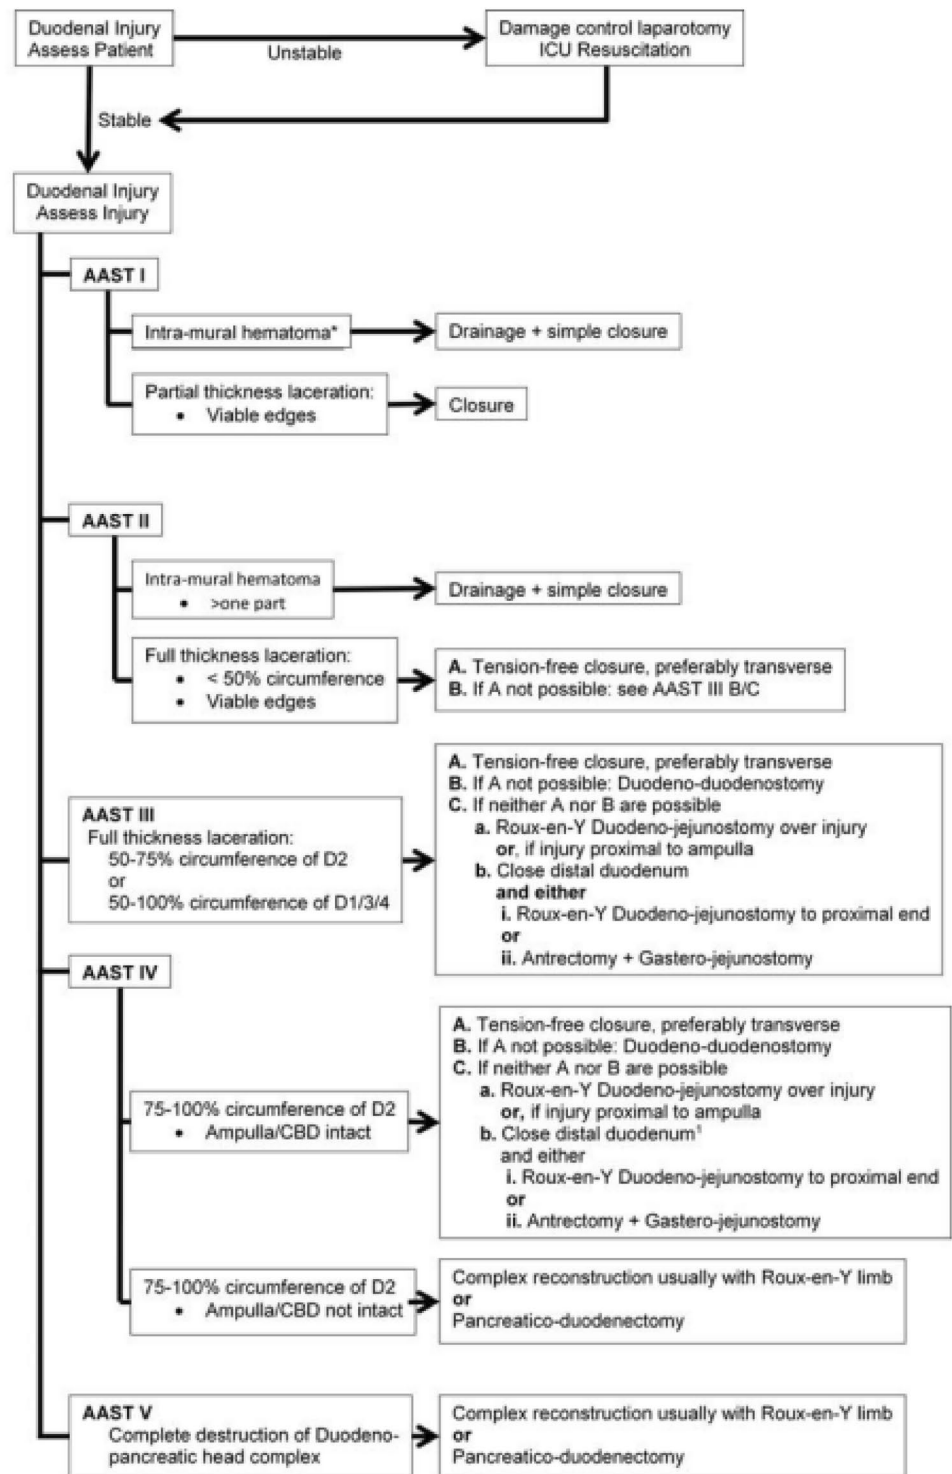 Duodenal Injury
Assess Patient
Unstable
Damage control laparotomy
ICU Resuscitation
Stable
Duodenal Injury
Assess Injury
AAST I
Intra-mural hematoma*
Drainage + simple closure
Partial thickness laceration:
• Viable edges
Closure
AAST II
Intra-mural hematoma
• >one part
Drainage + simple closure
Full thickness laceration:
• < 50% circumference
• Viable edges
A. Tension-free closure, preferably transverse
B. If A not possible: see AAST III B/C
AAST III
Full thickness laceration:
50-75% circumference of D2
or
50-100% circumference of D1/3/4
A. Tension-free closure, preferably transverse
B. If A not possible: Duodeno-duodenostomy
C. If neither A nor B are possible
a. Roux-en-Y Duodeno-jejunostomy over injury
or, if injury proximal to ampulla
b. Close distal duodenum
and either
i. Roux-en-Y Duodeno-jejunostomy to proximal end
or
ii. Antrectomy + Gastero-jejunostomy
AAST IV
75-100% circumference of D2
• Ampulla/CBD intact
A. Tension-free closure, preferably transverse
B. If A not possible: Duodeno-duodenostomy
C. If neither A nor B are possible
a. Roux-en-Y Duodeno-jejunostomy over injury
or, if injury proximal to ampulla
b. Close distal duodenum¹
and either
i. Roux-en-Y Duodeno-jejunostomy to proximal end
or
ii. Antrectomy + Gastero-jejunostomy
75-100% circumference of D2
• Ampulla/CBD not intact
Complex reconstruction usually with Roux-en-Y limb
or
Pancreatico-duodenectomy
AAST V
Complete destruction of Duodeno-
pancreatic head complex
Complex reconstruction usually with Roux-en-Y limb
or
Pancreatico-duodenectomy